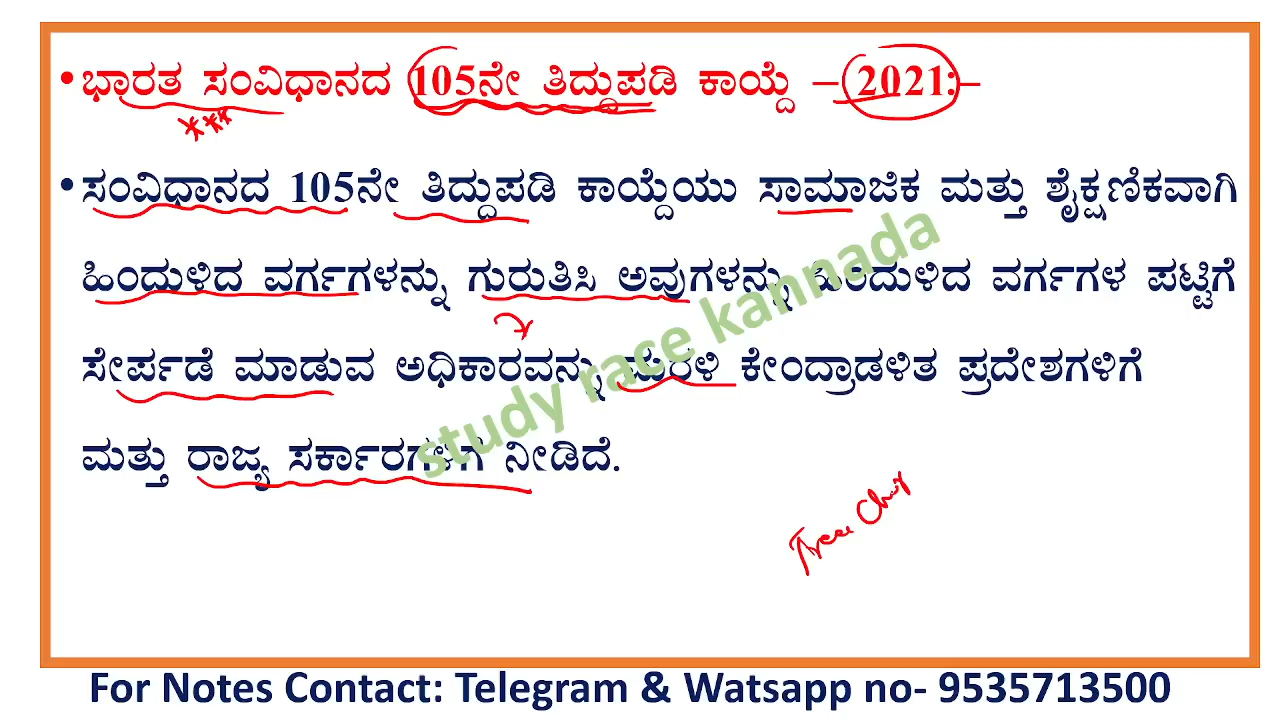 •ಭಾರತ ಸಂವಿಧಾನದ 105ನೇ ತಿದ್ದುಪಡಿ ಕಾಯ್ದೆ – 2021:–
•ಸಂವಿಧಾನದ 105ನೇ ತಿದ್ದುಪಡಿ ಕಾಯ್ದೆಯು ಸಾಮಾಜಿಕ ಮತ್ತು ಶೈಕ್ಷಣಿಕವಾಗಿ
ಹಿಂದುಳಿದ ವರ್ಗಗಳನ್ನು ಗುರುತಿಸಿ ಅವುಗಳನ್ನು ಹಿಂದುಳಿದ ವರ್ಗಗಳ ಪಟ್ಟಿಗೆ
ಸೇರ್ಪಡೆ ಮಾಡುವ ಅಧಿಕಾರವನ್ನು ಮರಳಿ ಕೇಂದ್ರಾಡಳಿತ ಪ್ರದೇಶಗಳಿಗೆ
ಮತ್ತು ರಾಜ್ಯ ಸರ್ಕಾರಗಳಿಗೆ ನೀಡಿದೆ.
study race kannada
For Notes Contact: Telegram & Watsapp no- 9535713500